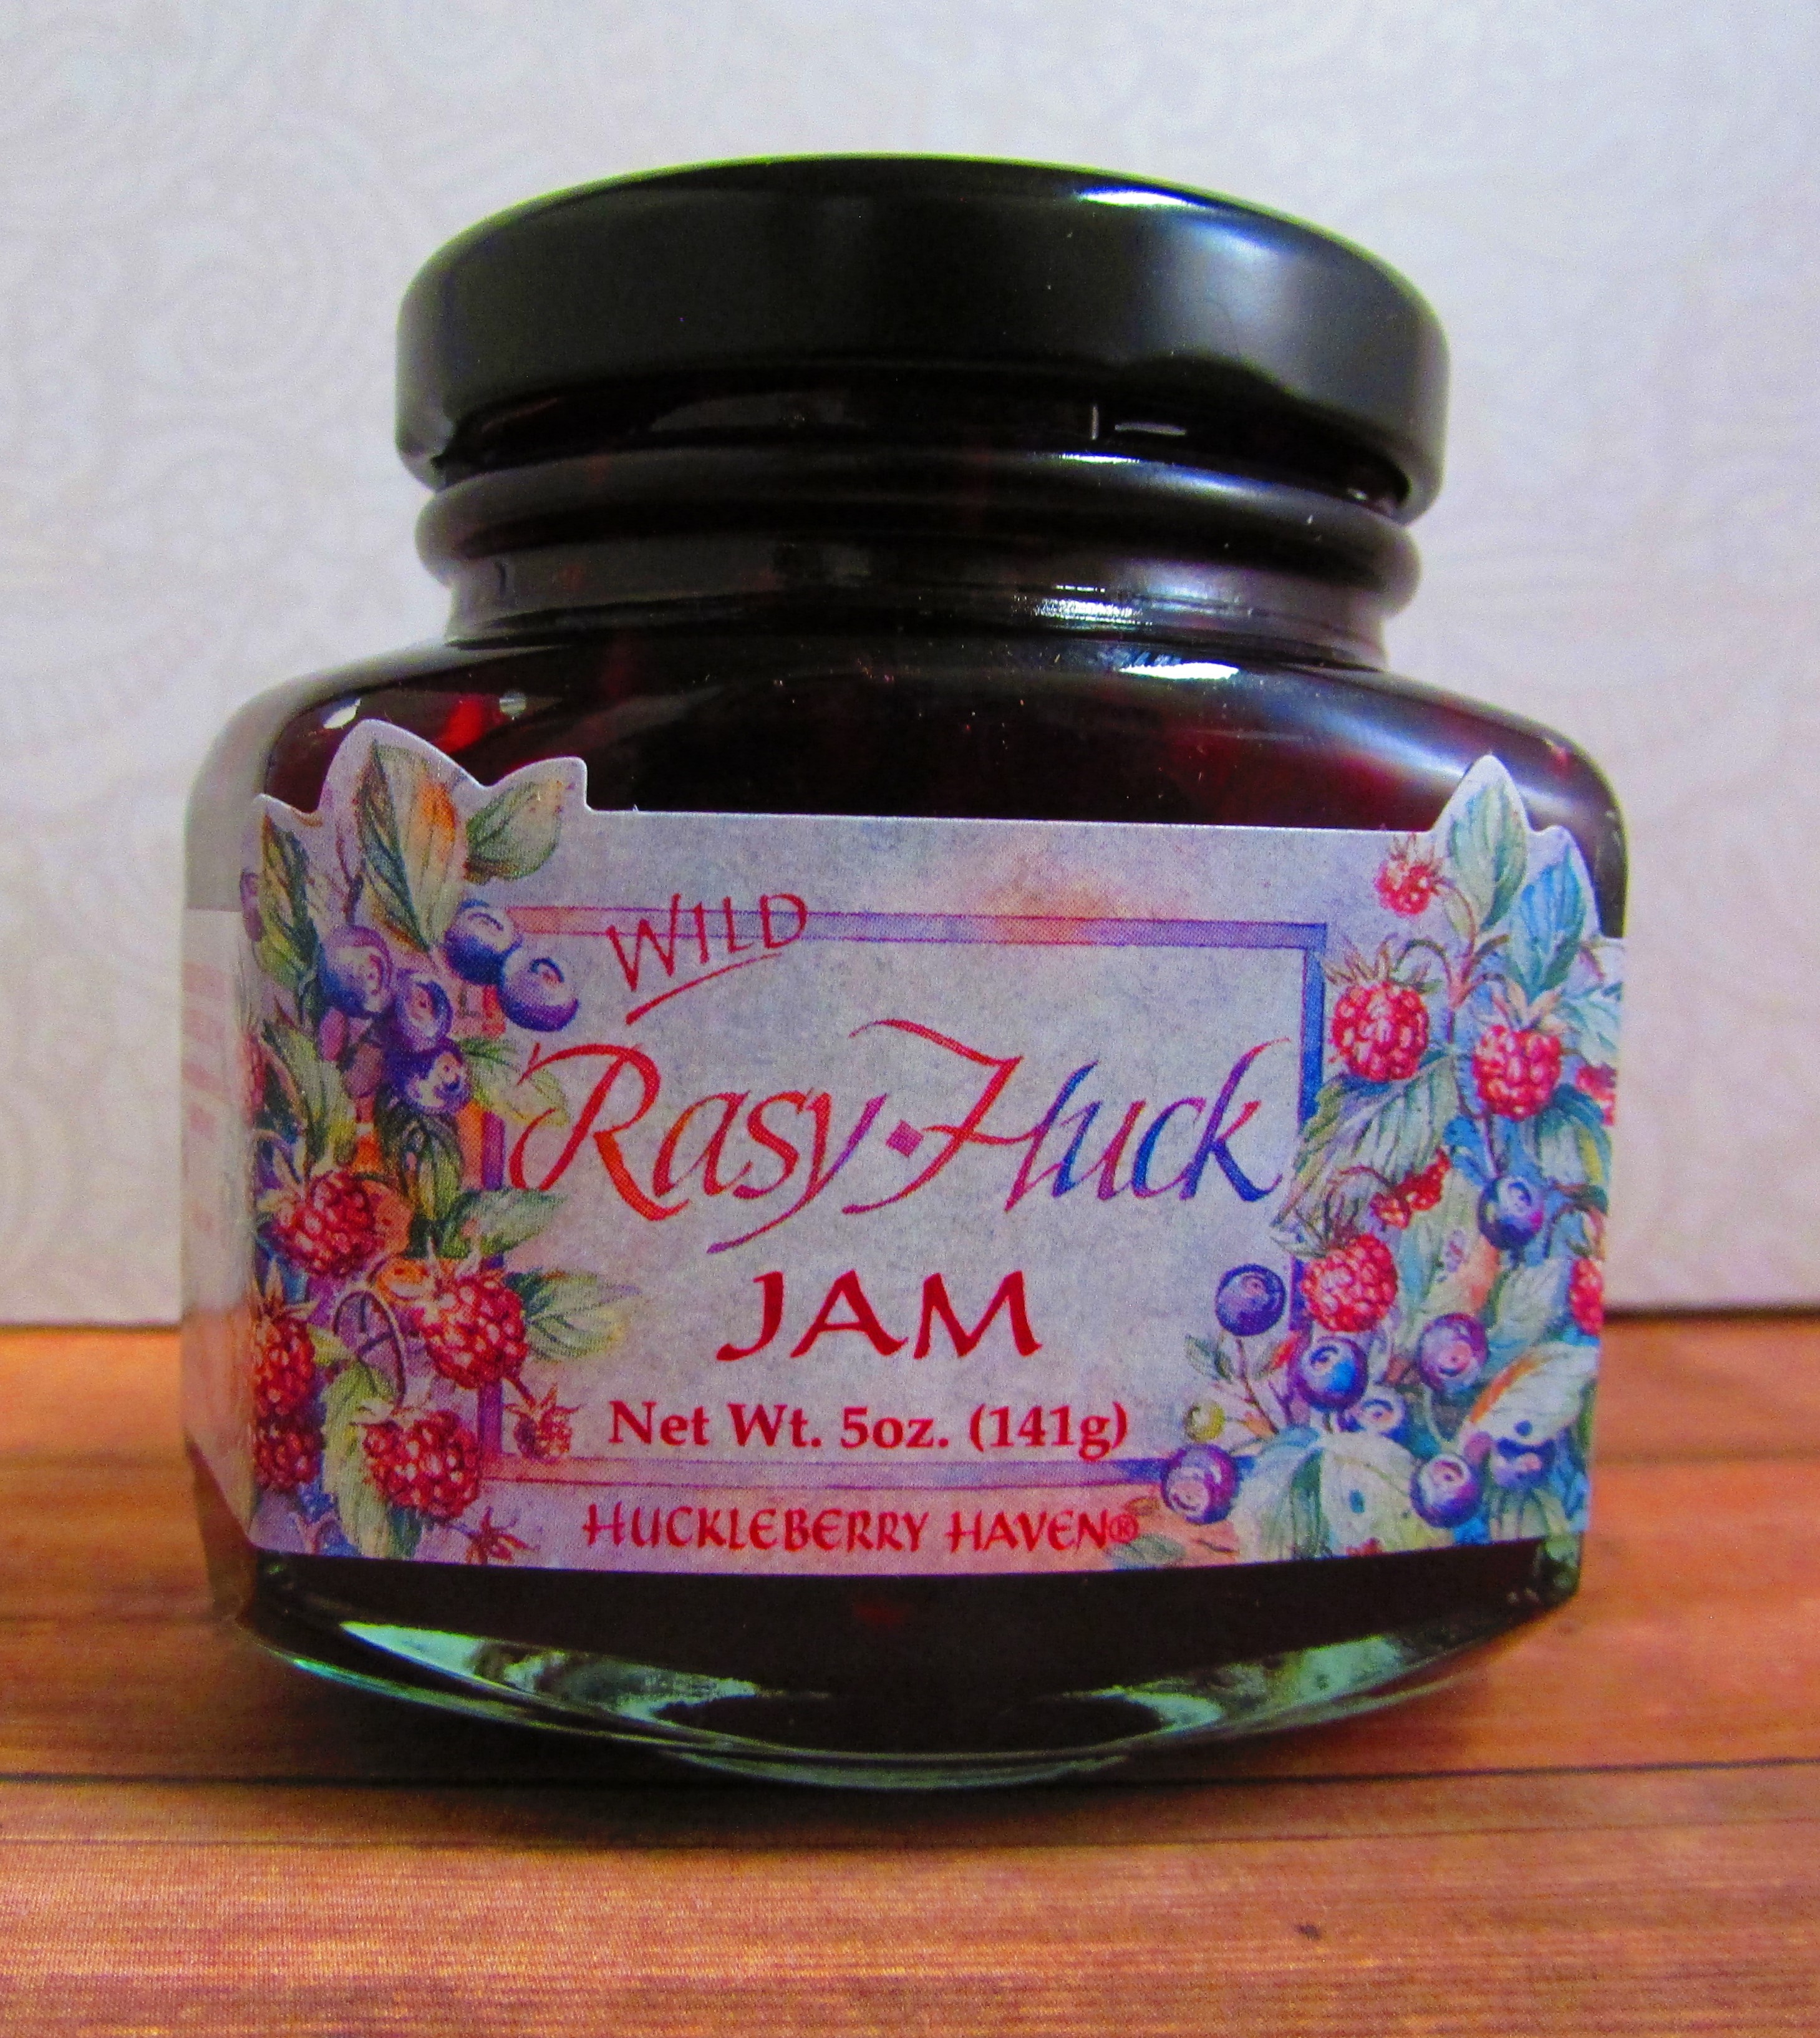 WILD
Rasy·Huck
JAM
Net Wt. 5oz. (141g)
HUCKLEBERRY HAVEN®